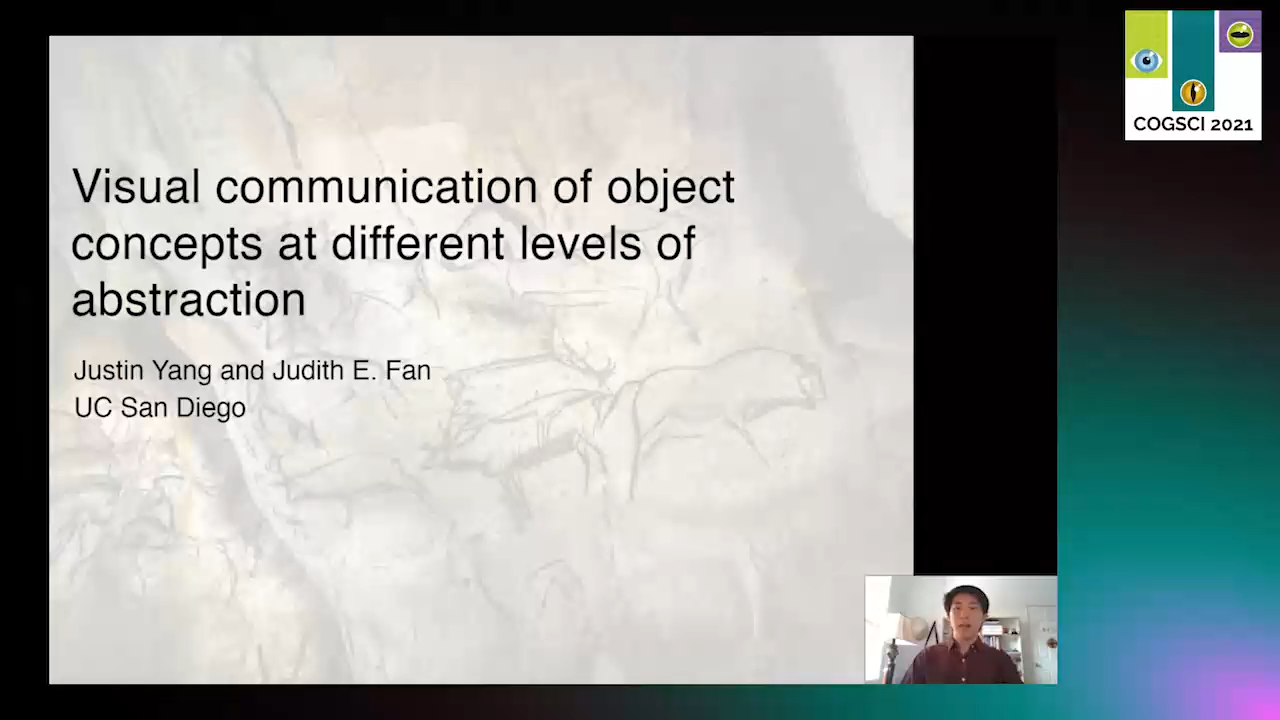 Visual communication of object
concepts at different levels of
abstraction
Justin Yang and Judith E. Fan
UC San Diego
COGSCI 2021